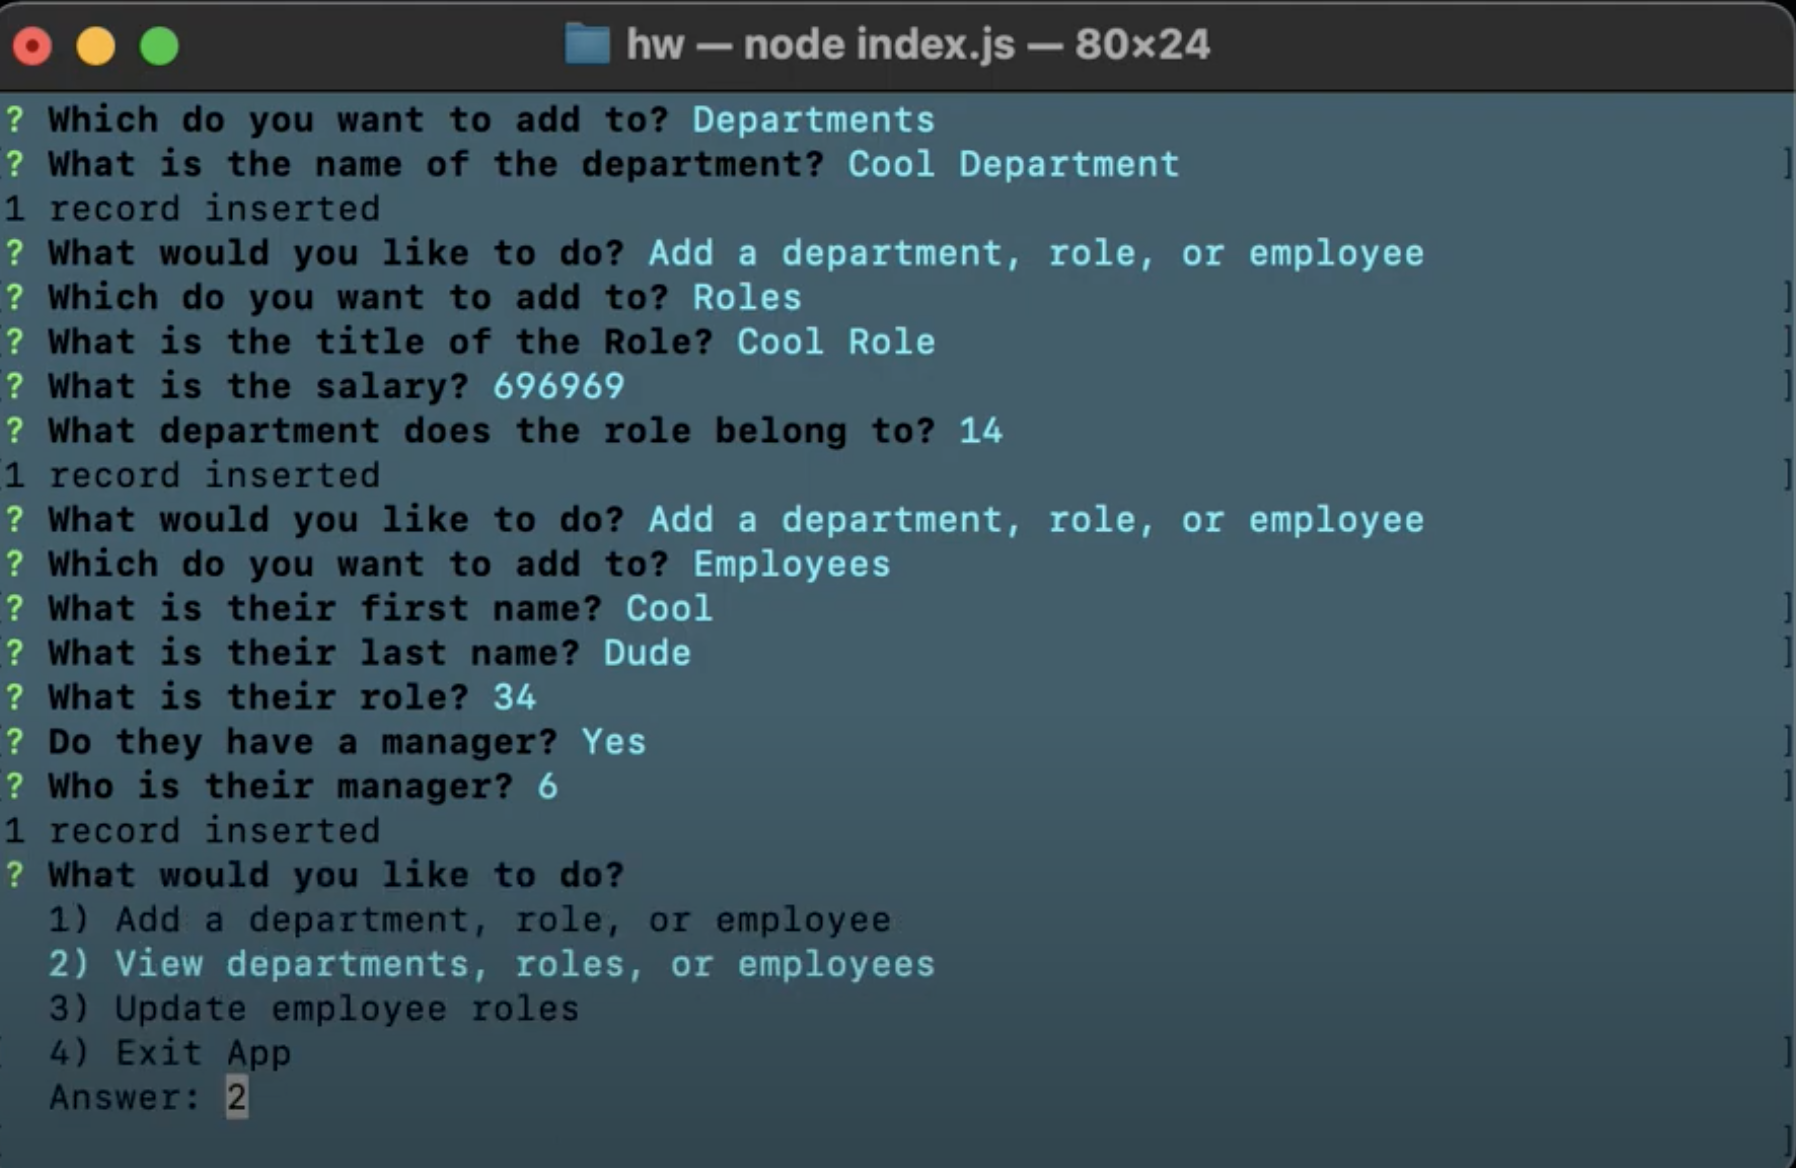 hw — node index.js — 80×24
? Which do you want to add to? Departments
? What is the name of the department? Cool Department
1 record inserted
? What would you like to do? Add a department, role, or employee
? Which do you want to add to? Roles
? What is the title of the Role? Cool Role
? What is the salary? 696969
? What department does the role belong to? 14
1 record inserted
? What would you like to do? Add a department, role, or employee
? Which do you want to add to? Employees
? What is their first name? Cool
? What is their last name? Dude
? What is their role? 34
? Do they have a manager? Yes
? Who is their manager? 6
1 record inserted
? What would you like to do?
1) Add a department, role, or employee
2) View departments, roles, or employees
3) Update employee roles
4) Exit App
Answer: 2